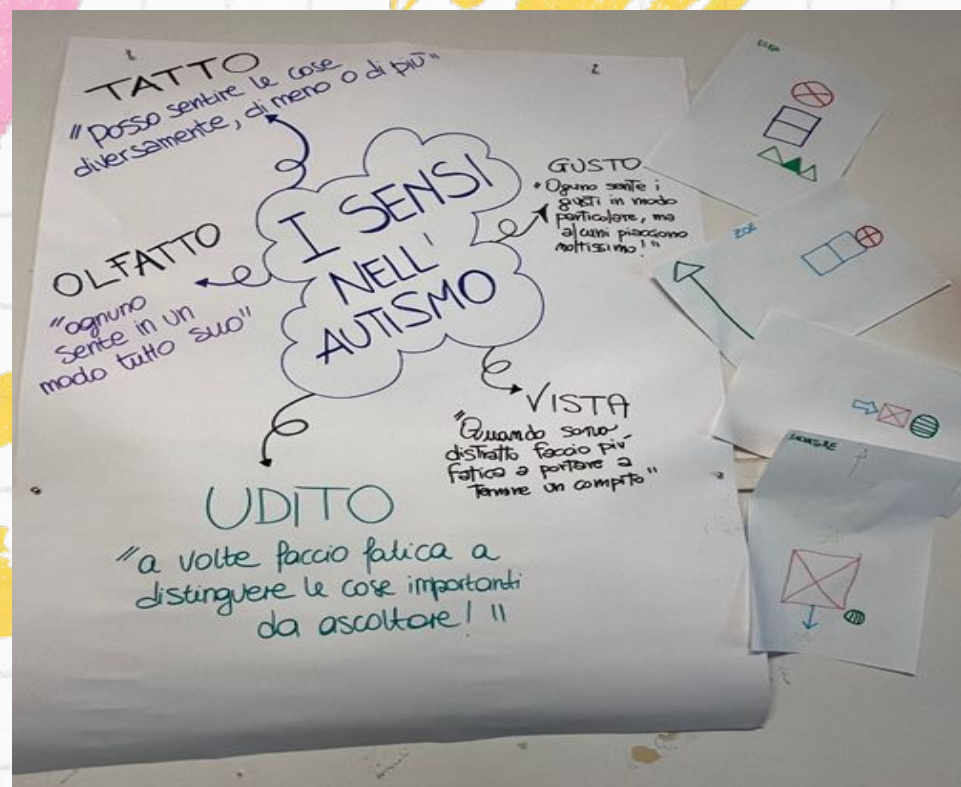 TATTO
"Posso sentire le cose
diversamente, di meno o di più"
I SENSI
NELL'
AUTISMO
GUSTO
"Ognuno sente i
gusti in modo
particolare, ma
alcuni piacciono
moltissimo!"
OLFATTO
"ognuno
sente in un
modo tutto suo"
VISTA
"Quando sono
distratto faccio più
fatica a portare a
termine un compito"
UDITO
"a volte faccio fatica a
distinguere le cose importanti
da ascoltare! "
ZOE